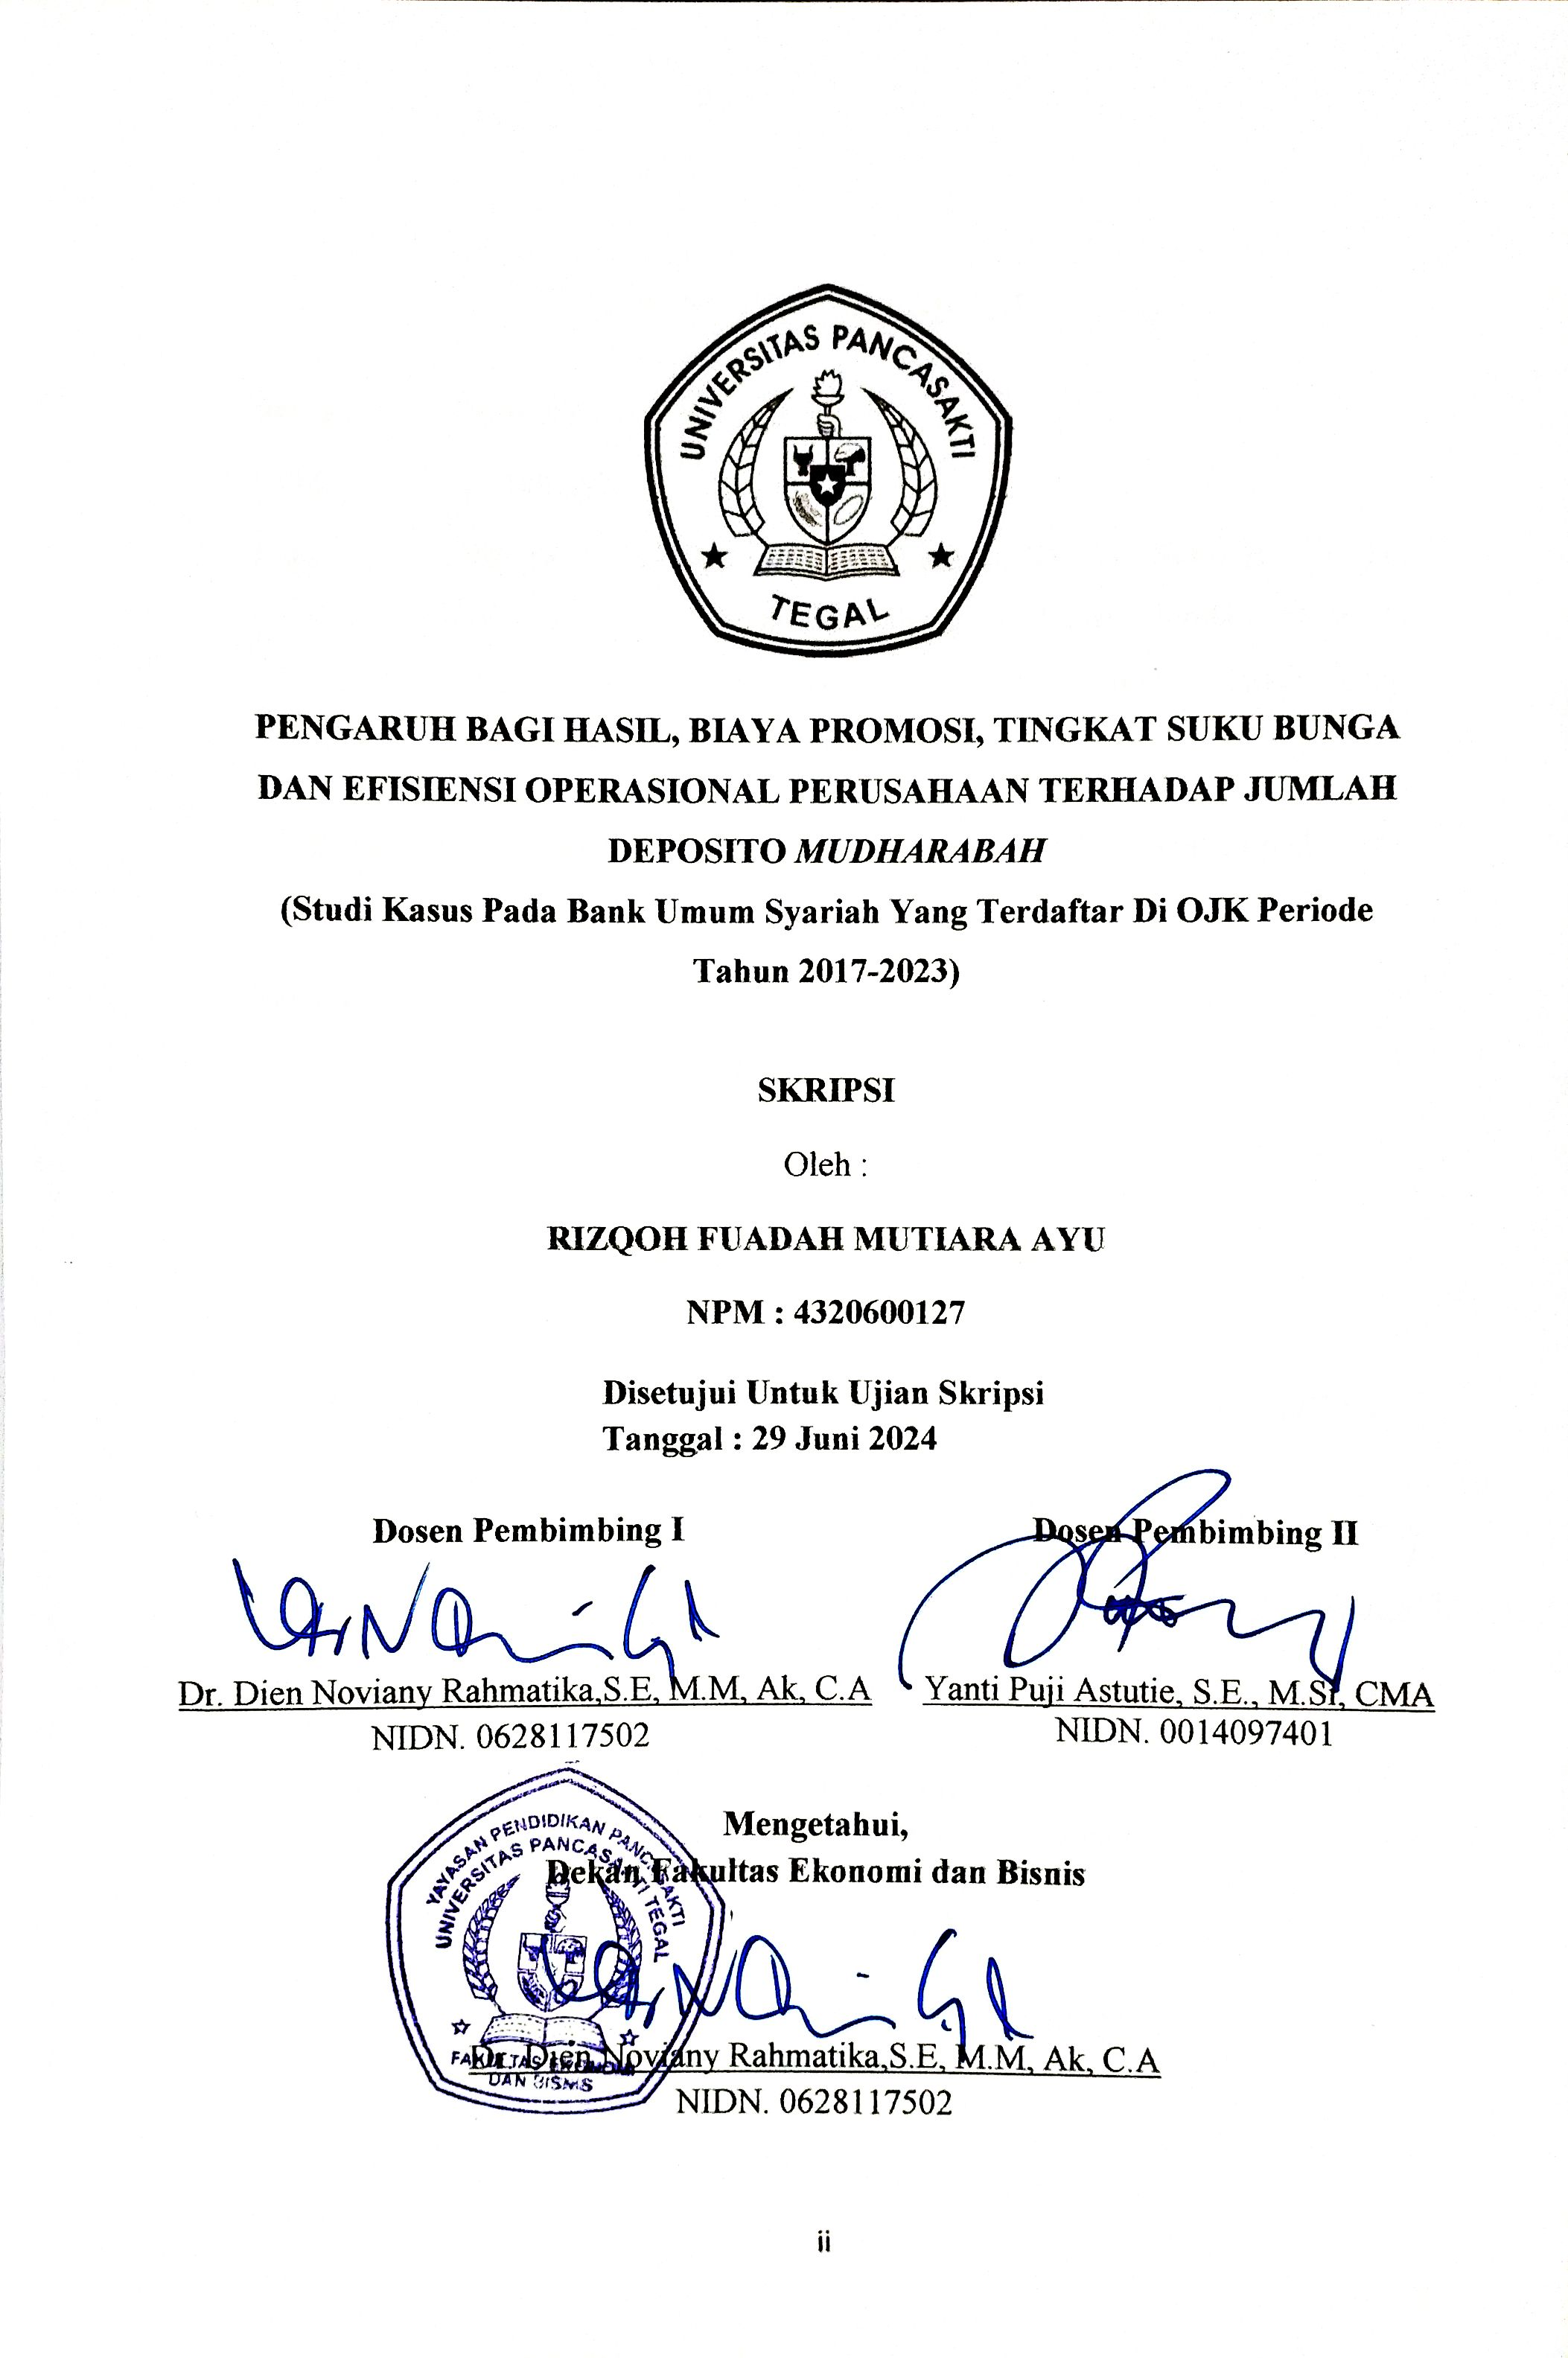 UNIVERSITAS PANCASAKTI
TEGAL
PENGARUH BAGI HASIL, BIAYA PROMOSI, TINGKAT SUKU BUNGA
DAN EFISIENSI OPERASIONAL PERUSAHAAN TERHADAP JUMLAH
DEPOSITO MUDHARABAH
(Studi Kasus Pada Bank Umum Syariah Yang Terdaftar Di OJK Periode
Tahun 2017-2023)
SKRIPSI
Oleh :
RIZQOH FUADAH MUTIARA AYU
NPM : 4320600127
Disetujui Untuk Ujian Skripsi
Tanggal : 29 Juni 2024
Dosen Pembimbing I
Dosen Pembimbing II
Dr. Dien Noviany Rahmatika,S.E, M.M, Ak, C.A
Yanti Puji Astutie, S.E., M.Si, CMA
NIDN. 0628117502
NIDN. 0014097401
Mengetahui,
Dekan Fakultas Ekonomi dan Bisnis
YAYASAN PENDIDIKAN PANCASAKTI
UNIVERSITAS PANCASAKTI TEGAL
FAKULTAS EKONOMI
DAN BISNIS
Dr. Dien Noviany Rahmatika,S.E, M.M, Ak, C.A
NIDN. 0628117502
ii